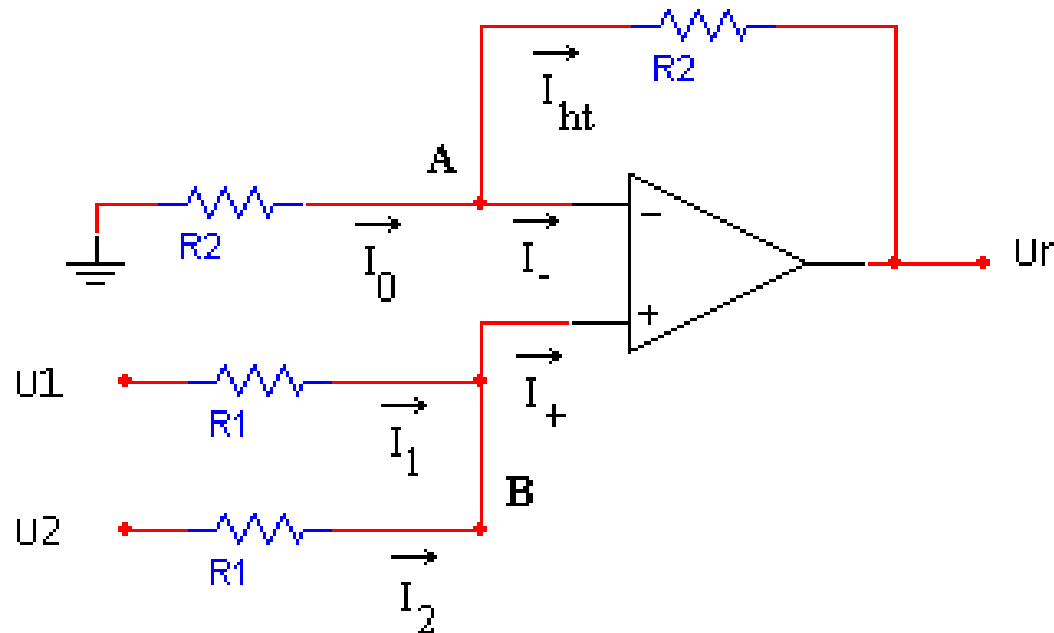 R2
I_ht
A
R2
I_0
I_-
−
Ur
+
U1
R1
I_1
I_+
B
U2
R1
I_2